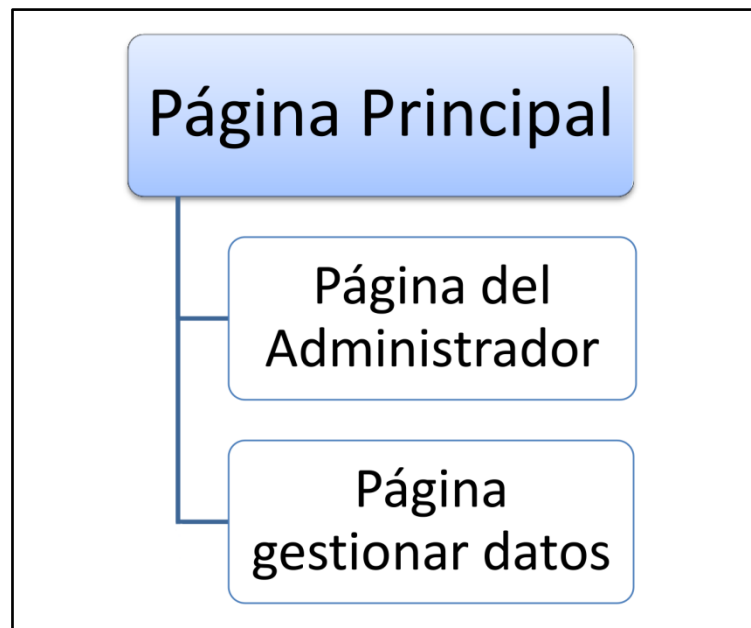 Página Principal
Página del
Administrador
Página
gestionar datos